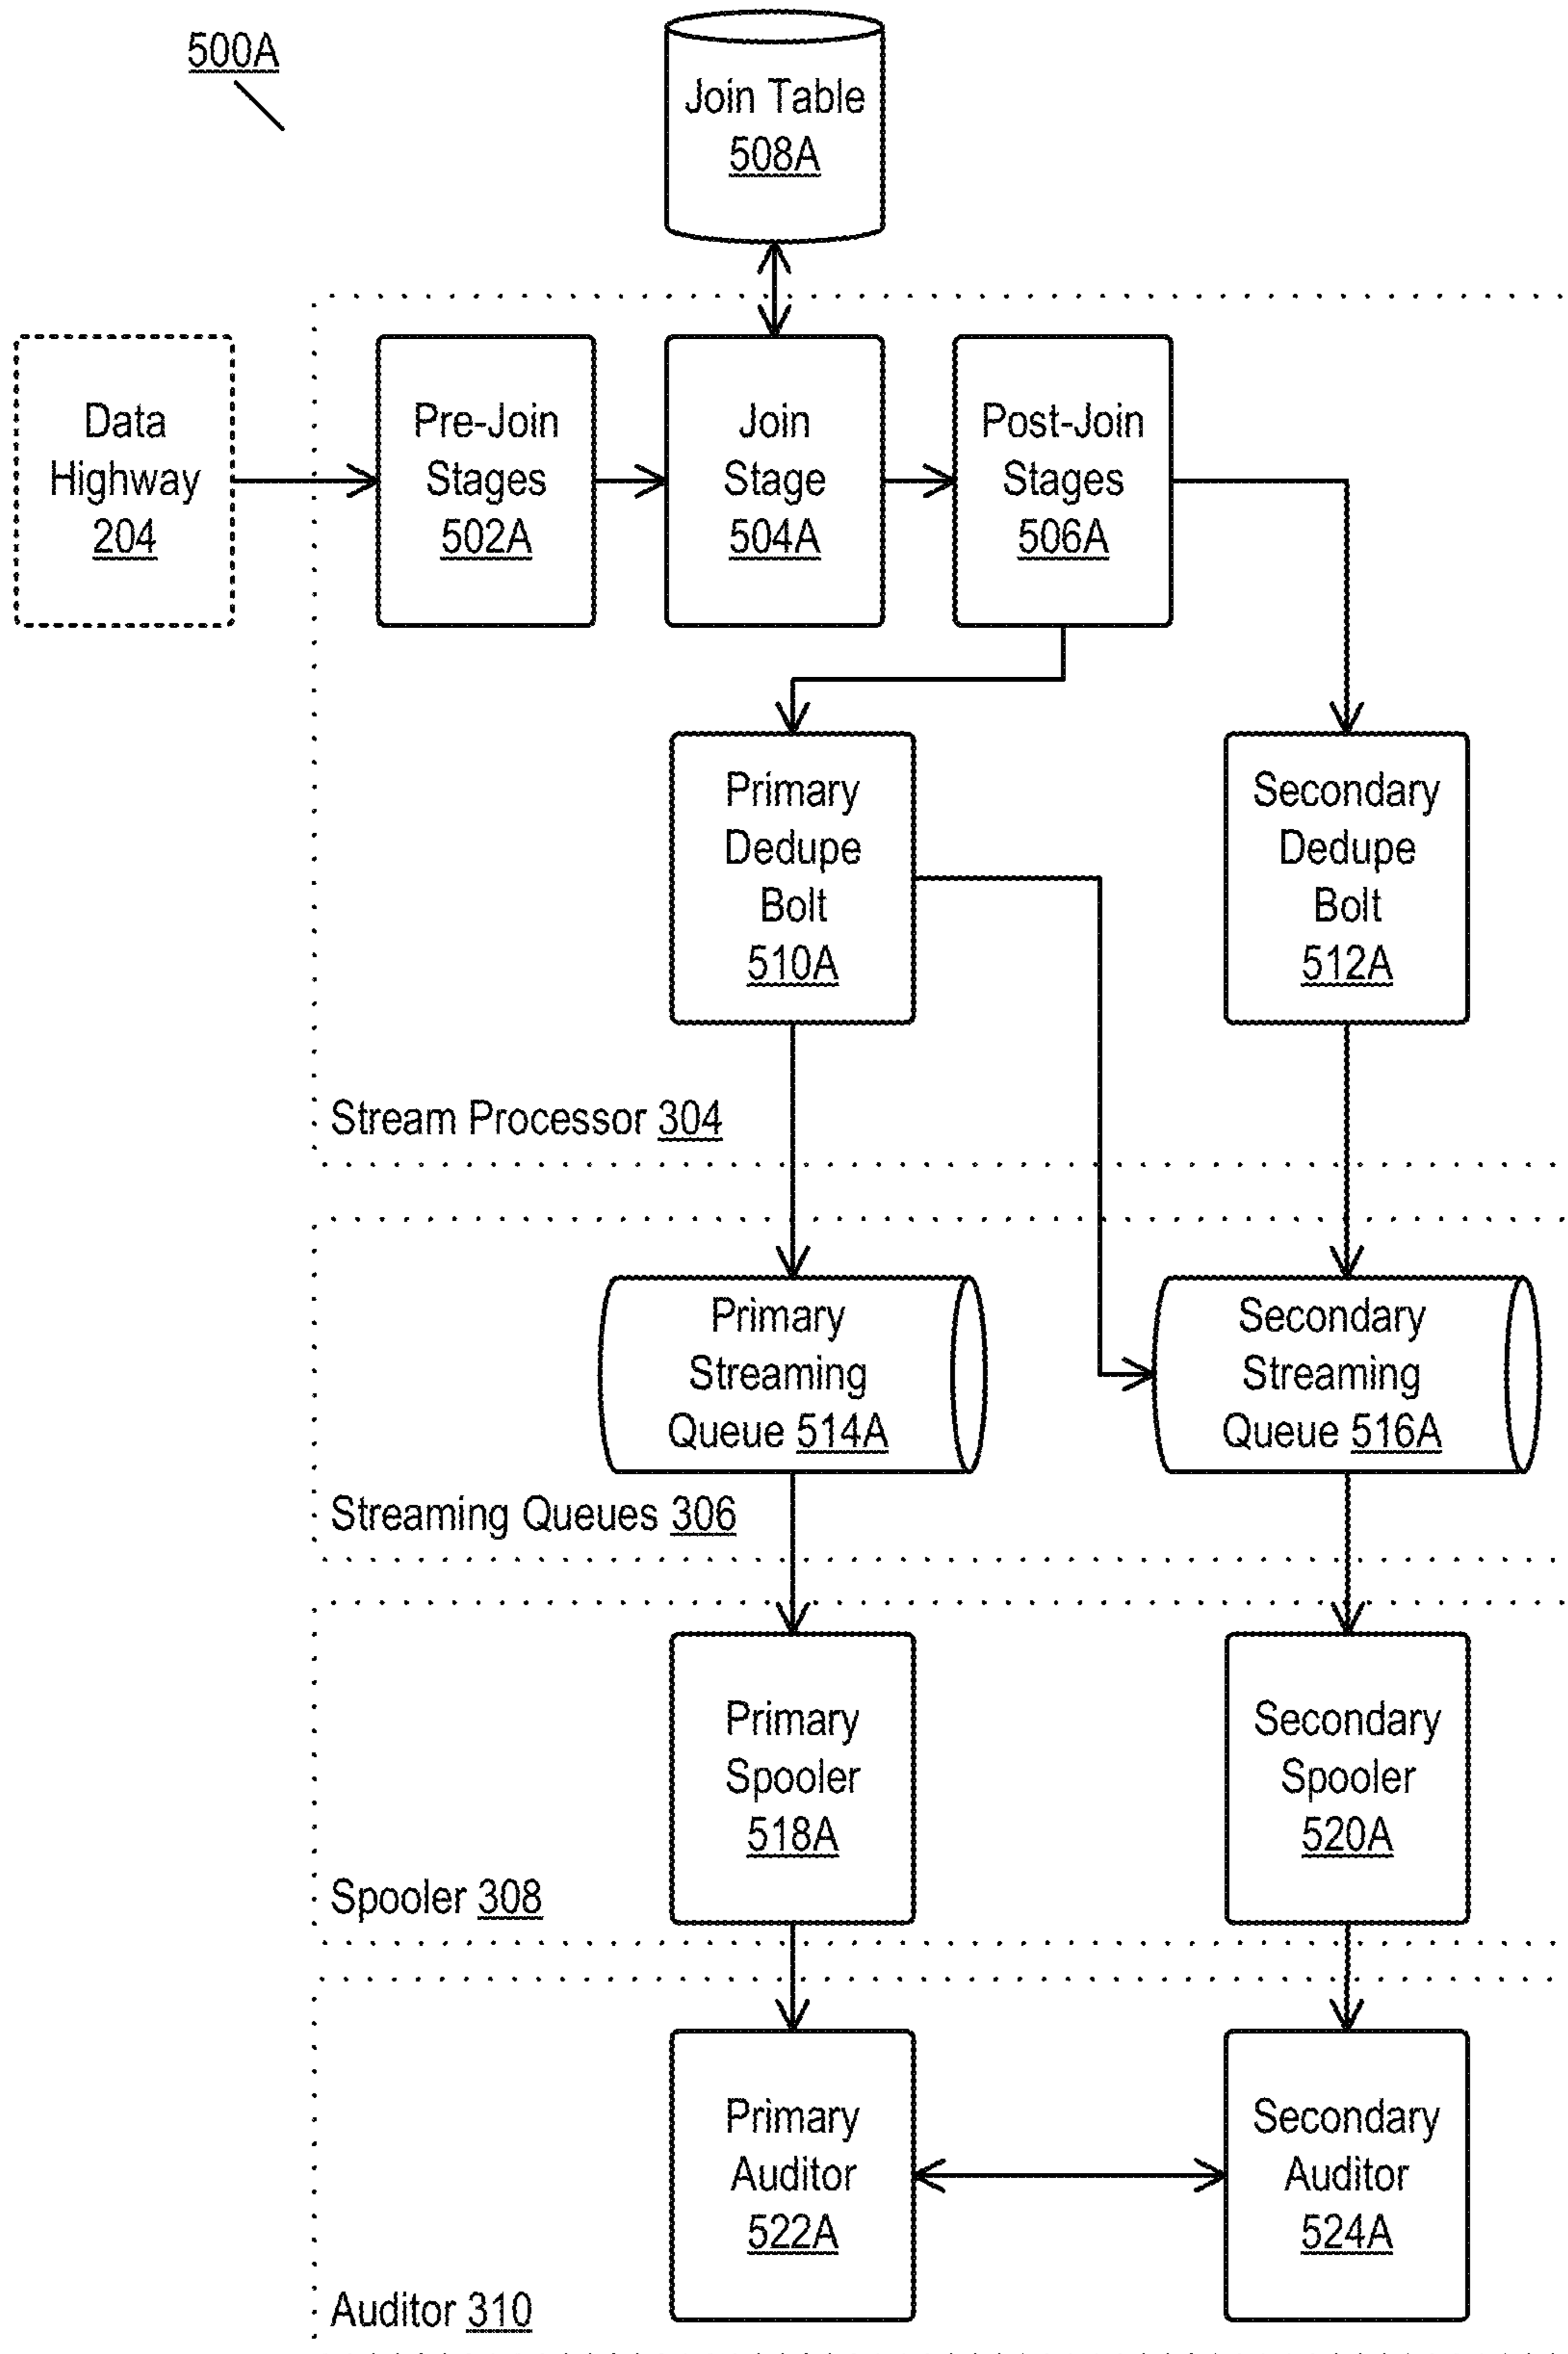 500A
Join Table
508A
Data
Highway
204
Pre-Join
Stages
502A
Join
Stage
504A
Post-Join
Stages
506A
Primary
Dedupe
Bolt
510A
Secondary
Dedupe
Bolt
512A
Stream Processor 304
Primary
Streaming
Queue 514A
Secondary
Streaming
Queue 516A
Streaming Queues 306
Primary
Spooler
518A
Secondary
Spooler
520A
Spooler 308
Primary
Auditor
522A
Secondary
Auditor
524A
Auditor 310